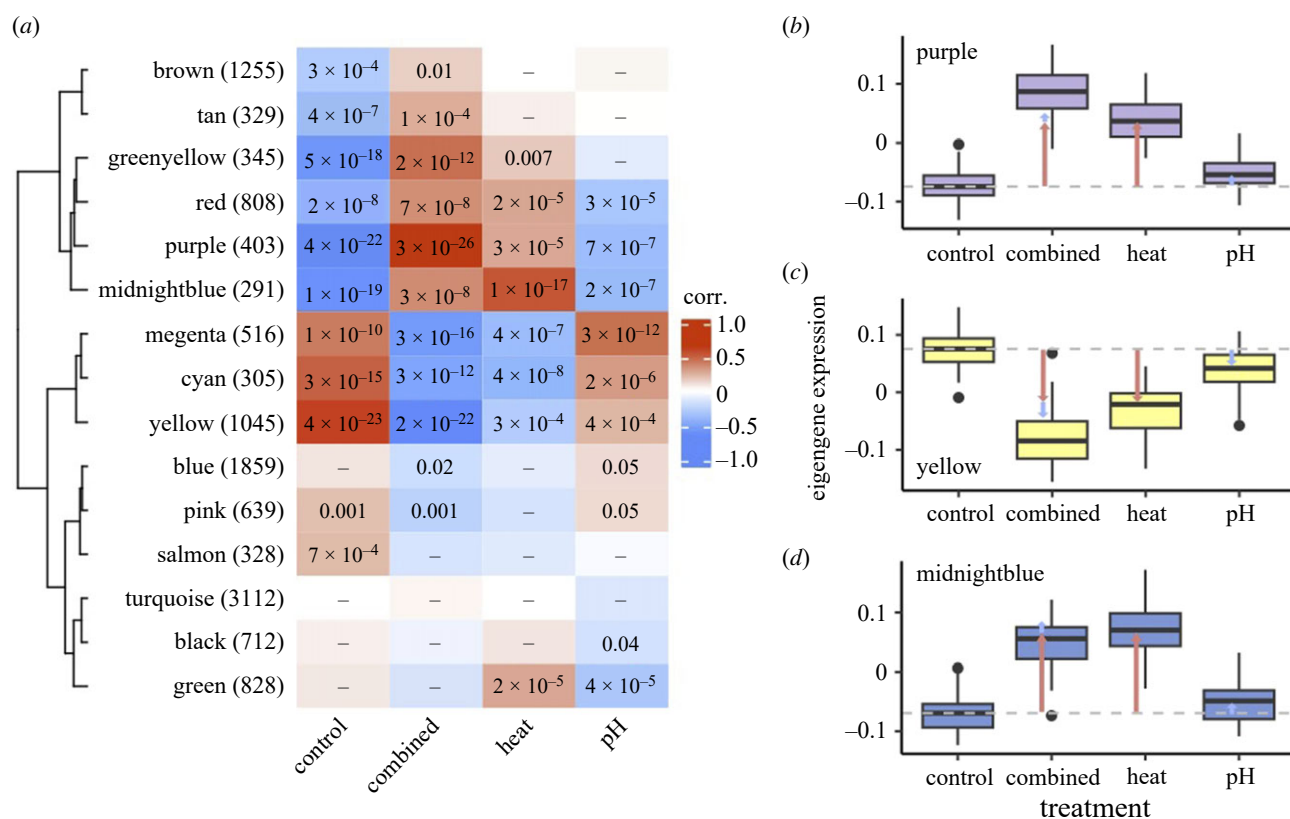 (a)
brown (1255) 3 × 10–4 0.01 – –
tan (329) 4 × 10–7 1 × 10–4 – –
greenyellow (345) 5 × 10–18 2 × 10–12 0.007 –
red (808) 2 × 10–8 7 × 10–8 2 × 10–5 3 × 10–5
purple (403) 4 × 10–22 3 × 10–26 3 × 10–5 7 × 10–7
midnightblue (291) 1 × 10–19 3 × 10–8 1 × 10–17 2 × 10–7
megenta (516) 1 × 10–10 3 × 10–16 4 × 10–7 3 × 10–12
cyan (305) 3 × 10–15 3 × 10–12 4 × 10–8 2 × 10–6
yellow (1045) 4 × 10–23 2 × 10–22 3 × 10–4 4 × 10–4
blue (1859) – 0.02 – 0.05
pink (639) 0.001 0.001 – 0.05
salmon (328) 7 × 10–4 – – –
turquoise (3112) – – – –
black (712) – – – 0.04
green (828) – – 2 × 10–5 4 × 10–5
control combined heat pH
corr.
1.0
0.5
0
–0.5
–1.0
(b)
purple
0.1
0
–0.1
control combined heat pH
(c)
eigengene expression
0.1
0
–0.1
yellow
control combined heat pH
(d)
midnightblue
0.1
0
–0.1
control combined heat pH
treatment